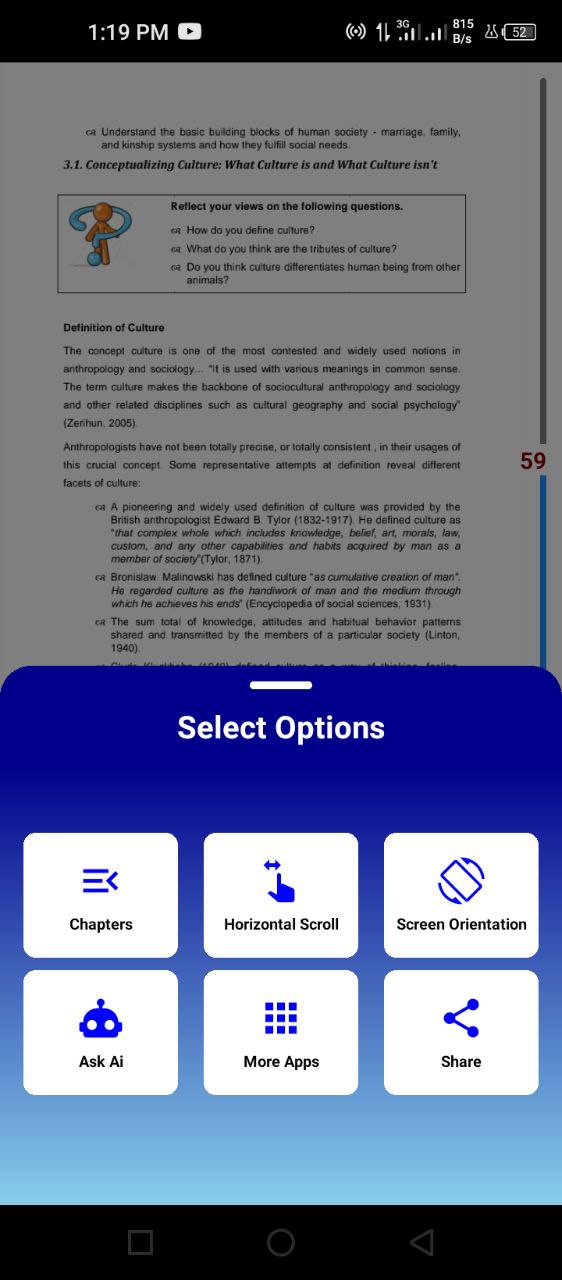 1:19 PM
3G
815
B/s
52
Understand the basic building blocks of human society - marriage, family,
and kinship systems and how they fulfill social needs.
3.1. Conceptualizing Culture: What Culture is and What Culture isn't
Reflect your views on the following questions.
How do you define culture?
What do you think are the tributes of culture?
Do you think culture differentiates human being from other
animals?
Definition of Culture
The concept culture is one of the most contested and widely used notions in
anthropology and sociology... "It is used with various meanings in common sense.
The term culture makes the backbone of sociocultural anthropology and sociology
and other related disciplines such as cultural geography and social psychology"
(Zerihun, 2005).
Anthropologists have not been totally precise, or totally consistent , in their usages of
this crucial concept. Some representative attempts at definition reveal different
facets of culture:
59
A pioneering and widely used definition of culture was provided by the
British anthropologist Edward B. Tylor (1832-1917). He defined culture as
"that complex whole which includes knowledge, belief, art, morals, law,
custom, and any other capabilities and habits acquired by man as a
member of society"(Tylor, 1871).
Bronislaw. Malinowski has defined culture "as cumulative creation of man".
He regarded culture as the handiwork of man and the medium through
which he achieves his ends" (Encyclopedia of social sciences, 1931).
The sum total of knowledge, attitudes and habitual behavior patterns
shared and transmitted by the members of a particular society (Linton,
1940).
Select Options
Chapters
Horizontal Scroll
Screen Orientation
Ask Ai
More Apps
Share